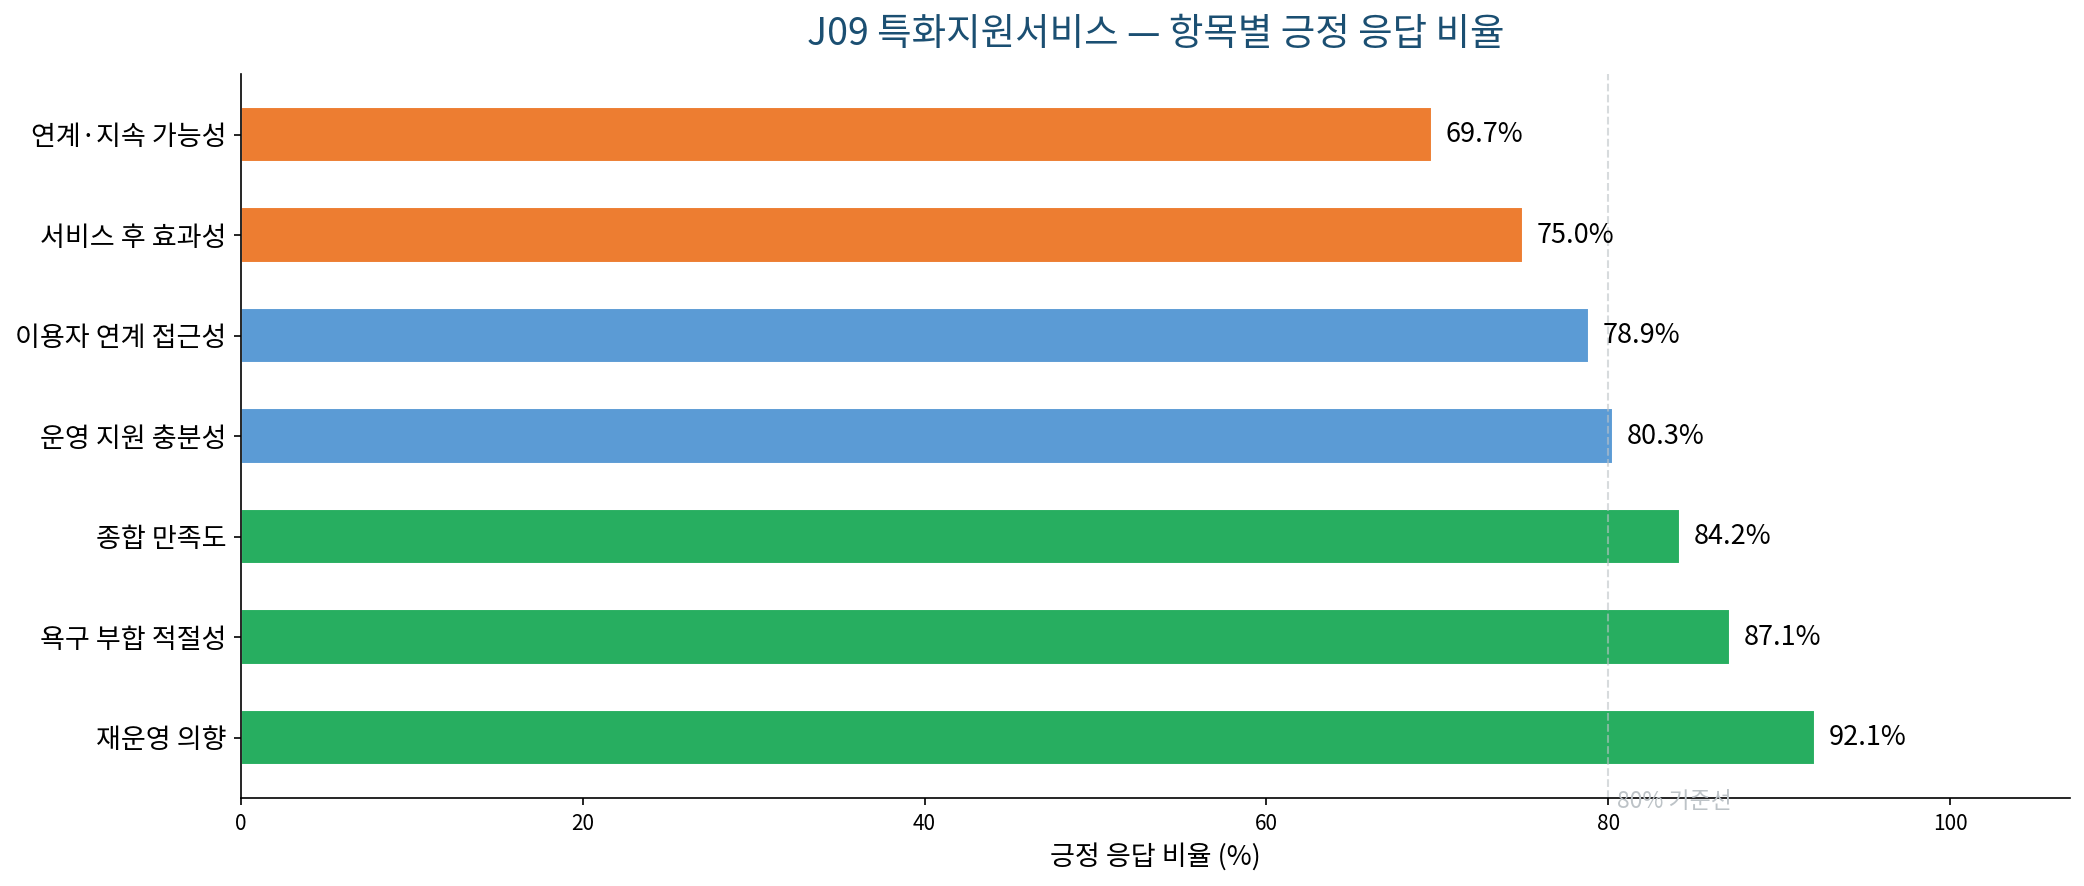 J09 특화지원서비스 — 항목별 긍정 응답 비율
연계·지속 가능성 69.7%
서비스 후 효과성 75.0%
이용자 연계 접근성 78.9%
운영 지원 충분성 80.3%
종합 만족도 84.2%
욕구 부합 적절성 87.1%
재운영 의향 92.1%
80% 기준선
0 20 40 60 80 100
긍정 응답 비율 (%)